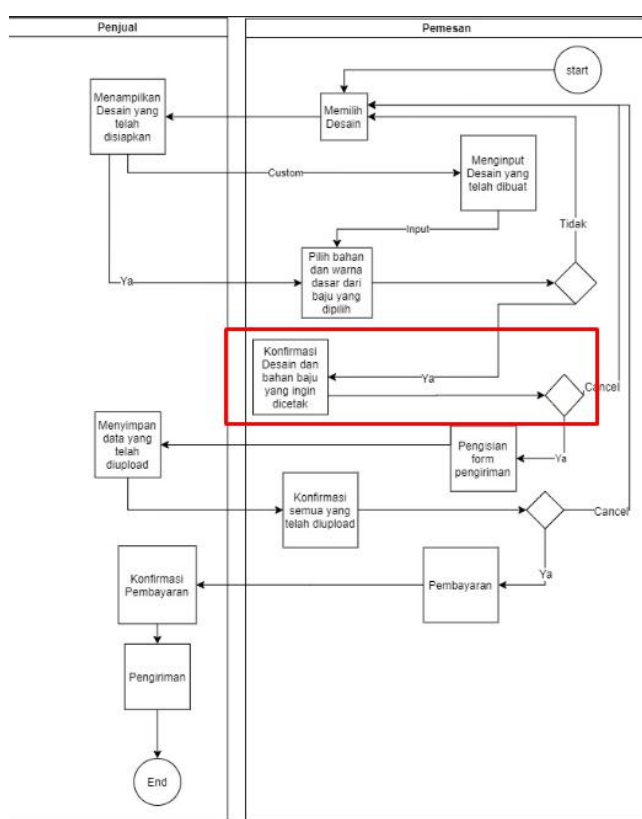 Penjual
Pemesan
start
Menampilkan
Desain yang
telah
disiapkan
Memilih
Desain
Custom
Menginput
Desain yang
telah dibuat
Tidak
Input
Ya
Pilih bahan
dan warna
dasar dari
baju yang
dipilih
Konfirmasi
Desain dan
bahan baju
yang ingin
dicetak
Ya
Cancel
Menyimpan
data yang
telah
diupload
Pengisian
form
pengiriman
Ya
Konfirmasi
semua yang
telah diupload
Cancel
Ya
Konfirmasi
Pembayaran
Pembayaran
Pengiriman
End